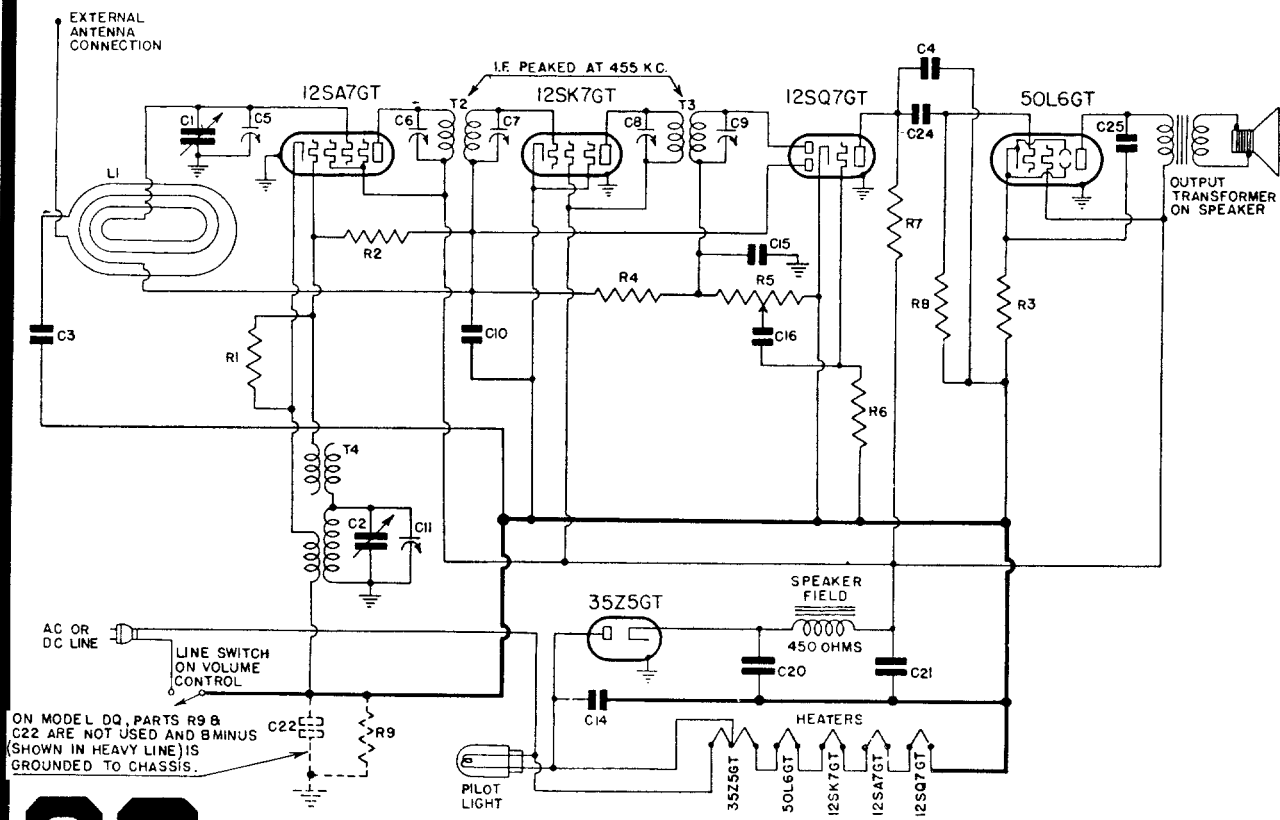 EXTERNAL
ANTENNA
CONNECTION
I.F. PEAKED AT 455 K.C.
C4
12SA7GT
T2
12SK7GT
T3
12SQ7GT
50L6GT
C1
C5
C6
C7
C8
C9
C24
C25
L1
OUTPUT
TRANSFORMER
ON SPEAKER
R2
R7
C15
R4
R5
R8
R3
C3
C10
C16
R1
R6
T4
C2
C11
SPEAKER
FIELD
35Z5GT
AC OR
DC LINE
450 OHMS
LINE SWITCH
ON VOLUME
CONTROL
C20
C21
ON MODEL DQ, PARTS R9 &
C22 ARE NOT USED AND BMINUS
(SHOWN IN HEAVY LINE) IS
GROUNDED TO CHASSIS.
C22
R9
C14
HEATERS
PILOT
LIGHT
35Z5GT
50L6GT
12SK7GT
12SA7GT
12SQ7GT